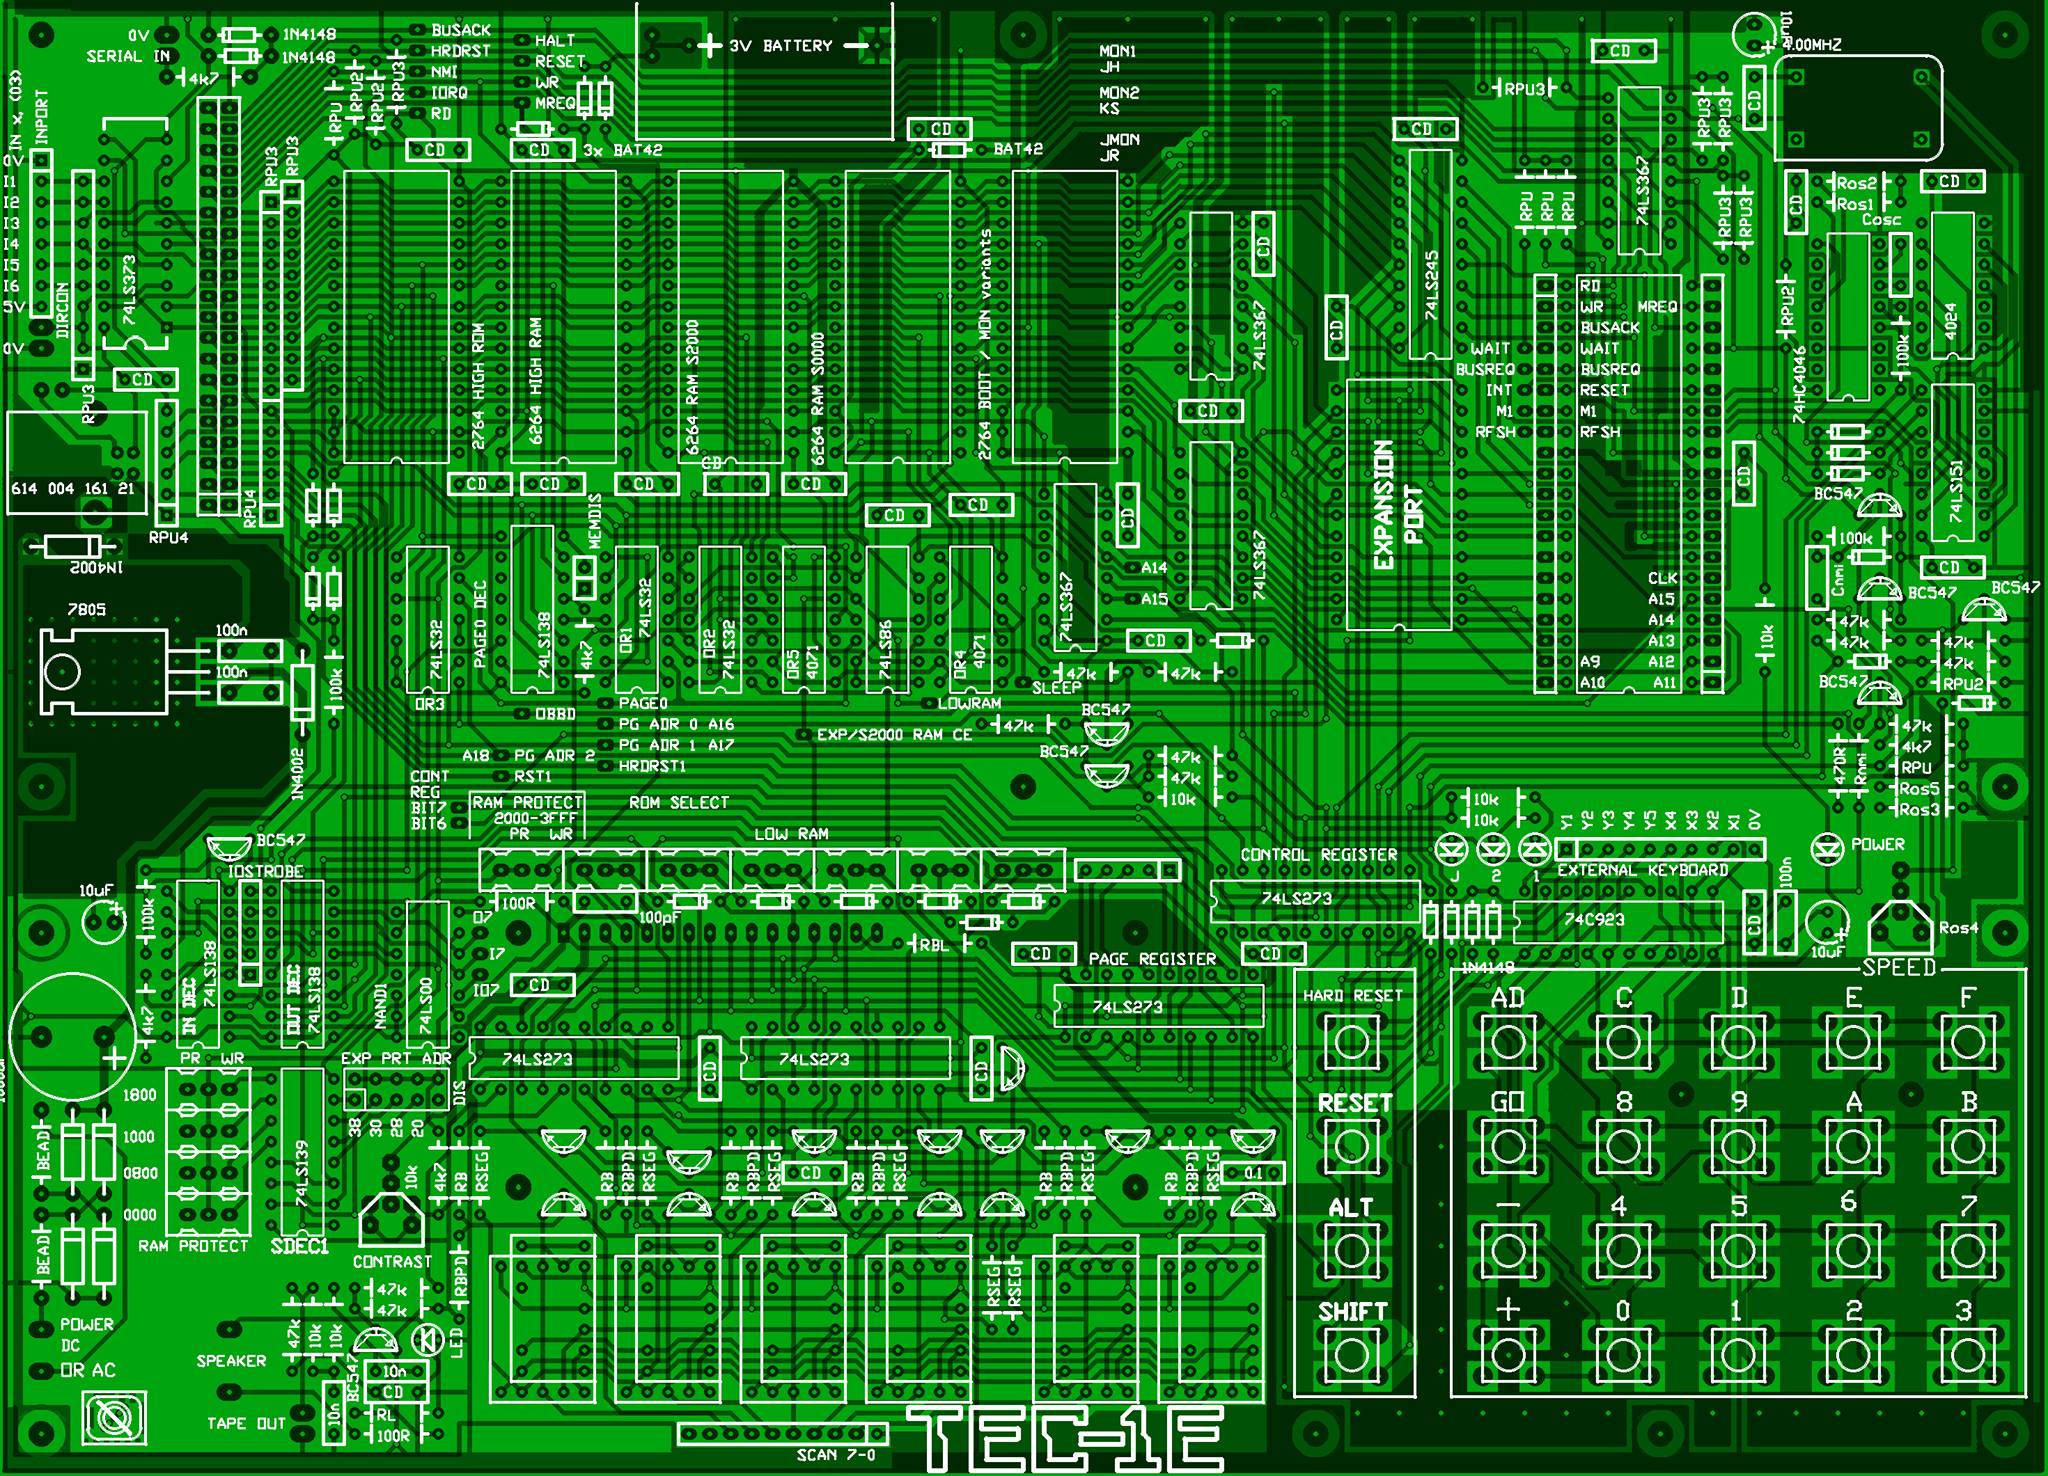 0V
SERIAL IN
1N4148
1N4148
4k7
RPU
RPU2
RPU2
RPU3
BUSACK
HRDRST
NMI
IORQ
RD
HALT
RESET
WR
MREQ
3V BATTERY
CD
CD
3x BAT42
CD
BAT42
MON1
JH
MON2
KS
JMON
JR
CD
RPU3
CD
RPU3
RPU3
CD
10uF
4.00MHZ
IN x (03)
INPORT
0V
I1
I2
I3
I4
I5
I6
5V
0V
DIRCON
74LS373
RPU3
RPU3
CD
RPU3
614 004 161 21
RPU4
RPU4
2764 HIGH ROM
6264 HIGH RAM
6264 RAM S2000
6264 RAM S0000
2764 BOOT / MON variants
CD
74LS367
CD
CD
74LS245
EXPANSION
PORT
RPU
RPU
RPU
74LS367
RPU3
RPU3
CD
Ros2
Ros1
Cosc
CD
RPU2
74HC4046
100k
4024
74LS151
RD
WR
MREQ
BUSACK
WAIT
WAIT
BUSREQ
BUSREQ
INT
RESET
M1
M1
RFSH
RFSH
CLK
A15
A14
A13
A9
A12
A10
A11
CD
BC547
100k
Cnmi
BC547
CD
BC547
47k
47k
47k
47k
BC547
RPU2
10k
470R
Rnmi
47k
4k7
RPU
Ros5
Ros3
1N4002
7805
100n
100n
1N4002
100k
CD
CD
CD
CD
CD
CD
CD
CD
CD
MEMDIS
74LS32
OR3
PAGE0 DEC
74LS138
4k7
OR1
74LS32
OR2
74LS32
OR5
4071
74LS86
OR4
4071
74LS367
A14
A15
74LS367
CD
47k
47k
SLEEP
OBBD
PAGE0
LOWRAM
PG ADR 0 A16
PG ADR 1 A17
EXP/S2000 RAM CE
47k
BC547
BC547
A18
PG ADR 2
HRDRST1
RST1
47k
47k
10k
CONT
REG
BIT7
BIT6
RAM PROTECT
2000-3FFF
PR WR
ROM SELECT
LOW RAM
10k
10k
Y1
Y2
Y3
Y4
Y5
X4
X3
X2
X1
0V
EXTERNAL KEYBOARD
POWER
CONTROL REGISTER
74LS273
J
2
1
1N4148
74C923
CD
100n
10uF
Ros4
SPEED
BC547
IOSTROBE
10uF
100k
4k7
IN DEC
74LS138
OUT DEC
74LS138
NAND1
74LS00
O7
I7
IO7
100R
100pF
RBL
CD
CD
PAGE REGISTER
74LS273
CD
74LS273
CD
74LS273
CD
PR WR
1800
1000
0800
0000
RAM PROTECT
BEAD
BEAD
74LS139
SDEC1
EXP PRT ADR
DIS
38
30
28
20
10k
CONTRAST
4k7
RBPD
RSEG
RB
RBPD
RSEG
RB
RBPD
RSEG
CD
RB
RBPD
RSEG
RB
RBPD
RSEG
RB
RBPD
RSEG
0.1
RBPD
RSEG
RSEG
HARD RESET
RESET
ALT
SHIFT
AD C D E F
GO 8 9 A B
- 4 5 6 7
+ 0 1 2 3
POWER
DC
OR AC
SPEAKER
TAPE OUT
47k
10k
10k
47k
47k
LED
BC547
10n
CD
10n
RL
100R
SCAN 7-0
TEC-1E